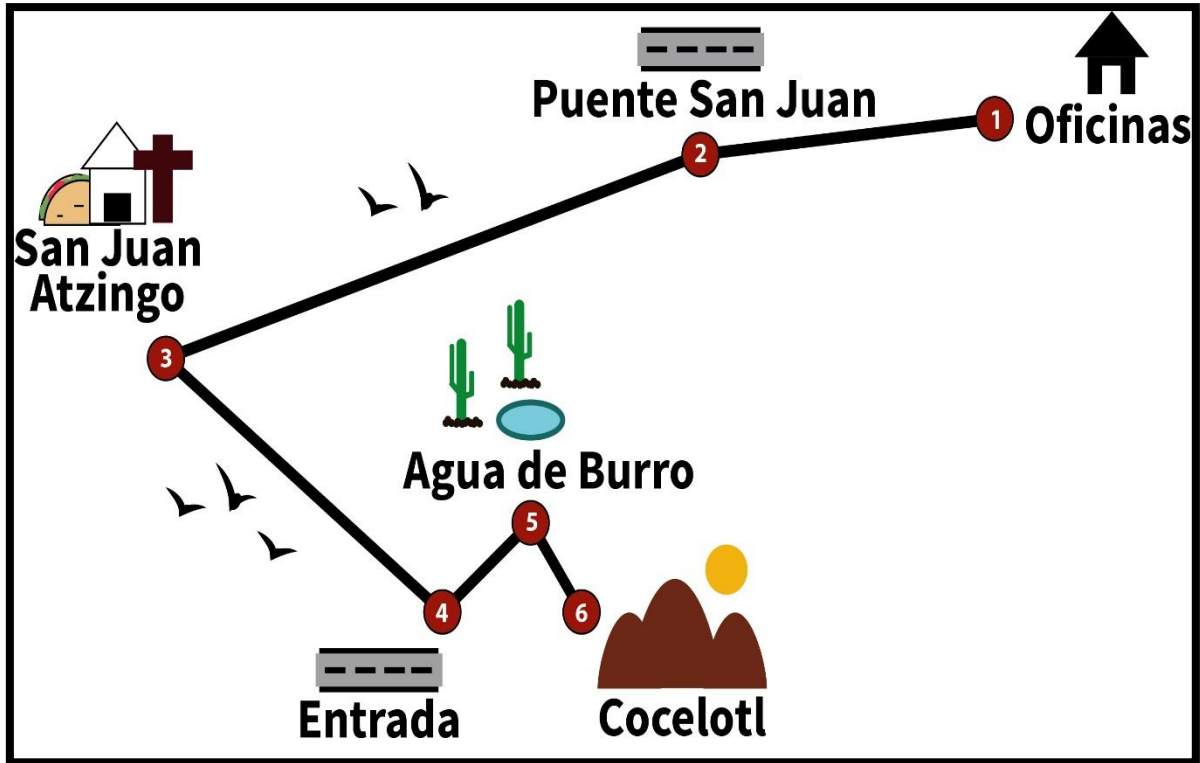 Puente San Juan
1
Oficinas
2
San Juan
Atzingo
3
Agua de Burro
5
4
6
Entrada
Cocelotl